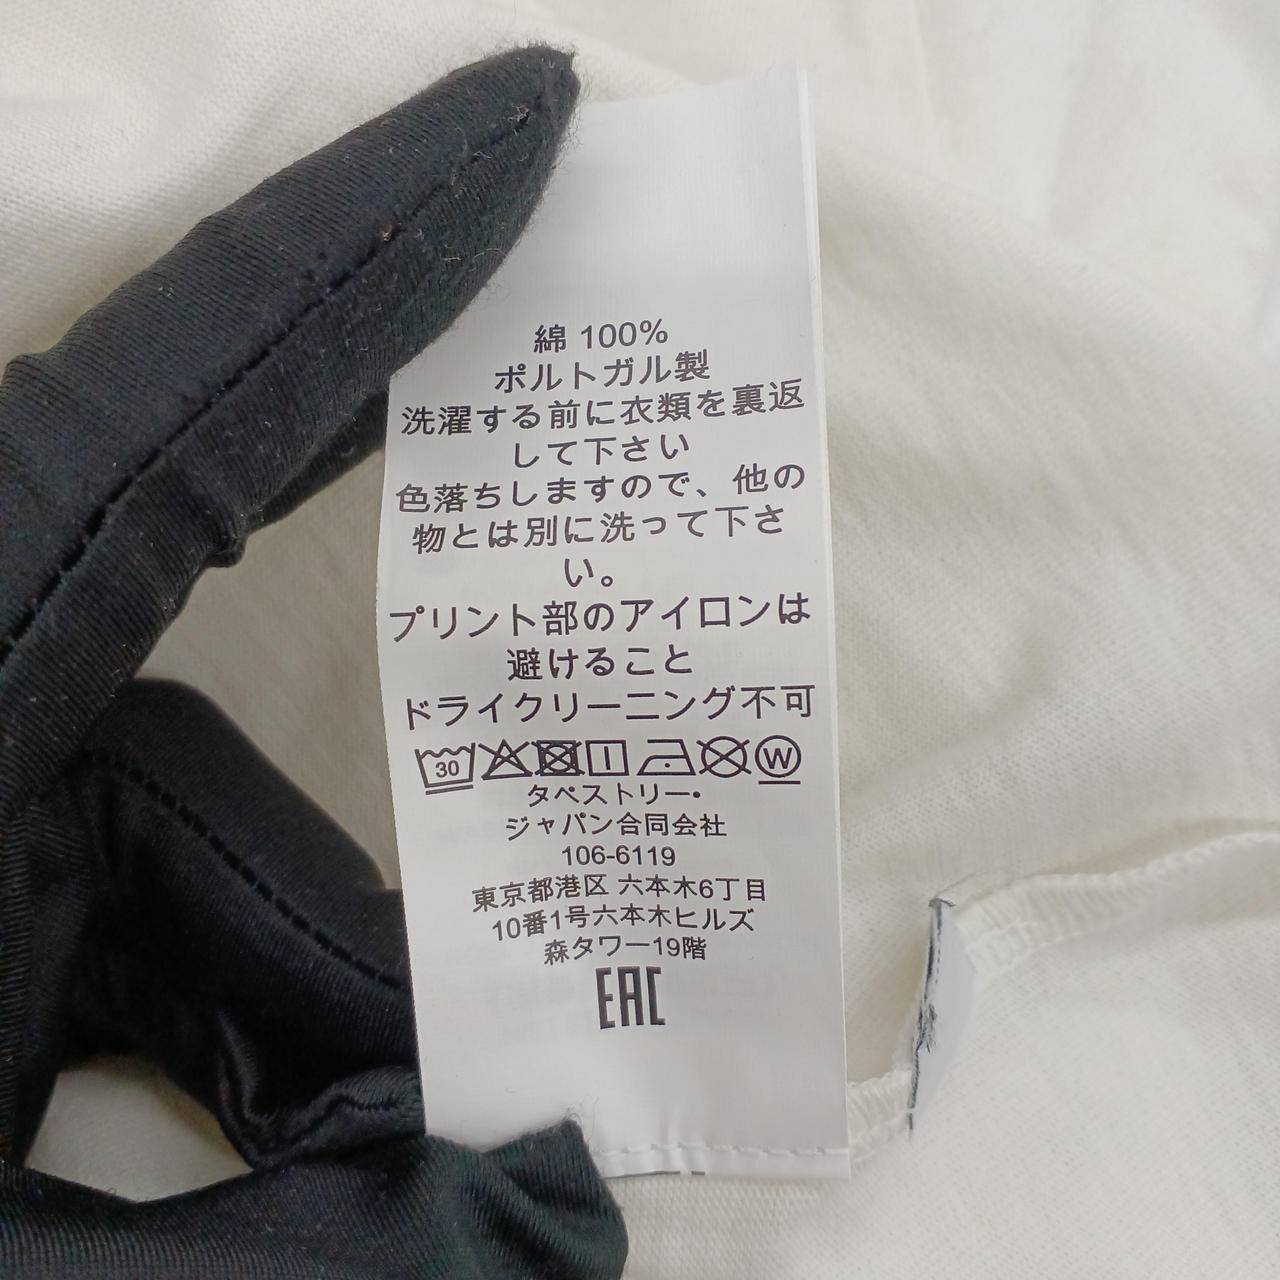 綿 100%
ポルトガル製
洗濯する前に衣類を裏返
して下さい
色落ちしますので、他の
物とは別に洗って下さ
い。
プリント部のアイロンは
避けること
ドライクリーニング不可
30 W
タペストリー・
ジャパン合同会社
106-6119
東京都港区 六本木6丁目
10番1号六本木ヒルズ
森タワー19階
EAC